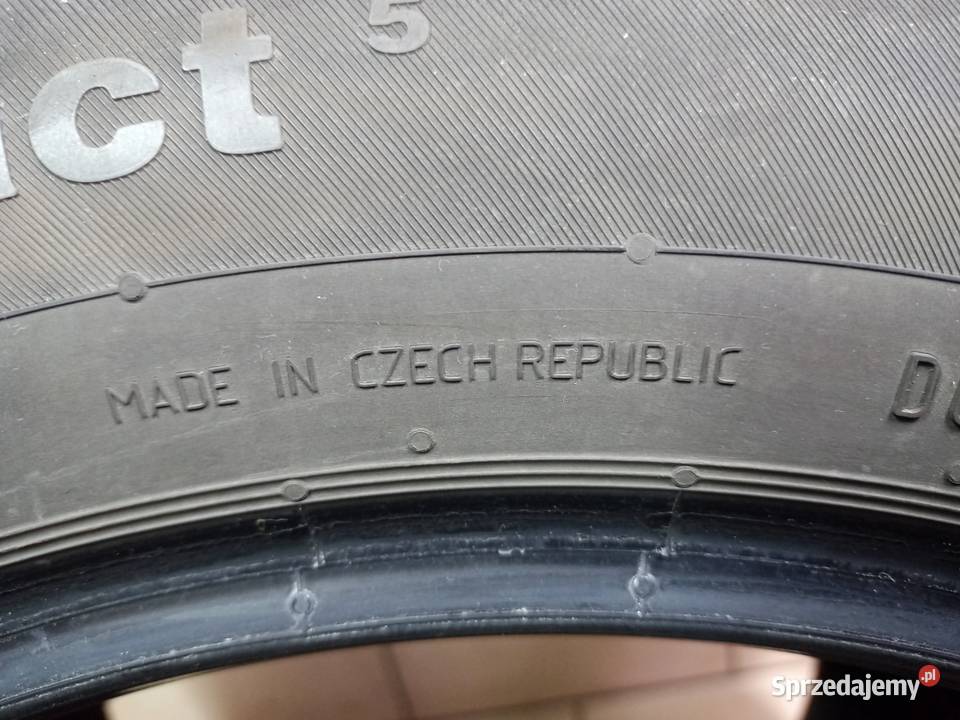 ct 5
MADE IN CZECH REPUBLIC D
Sprzedajemy.pl